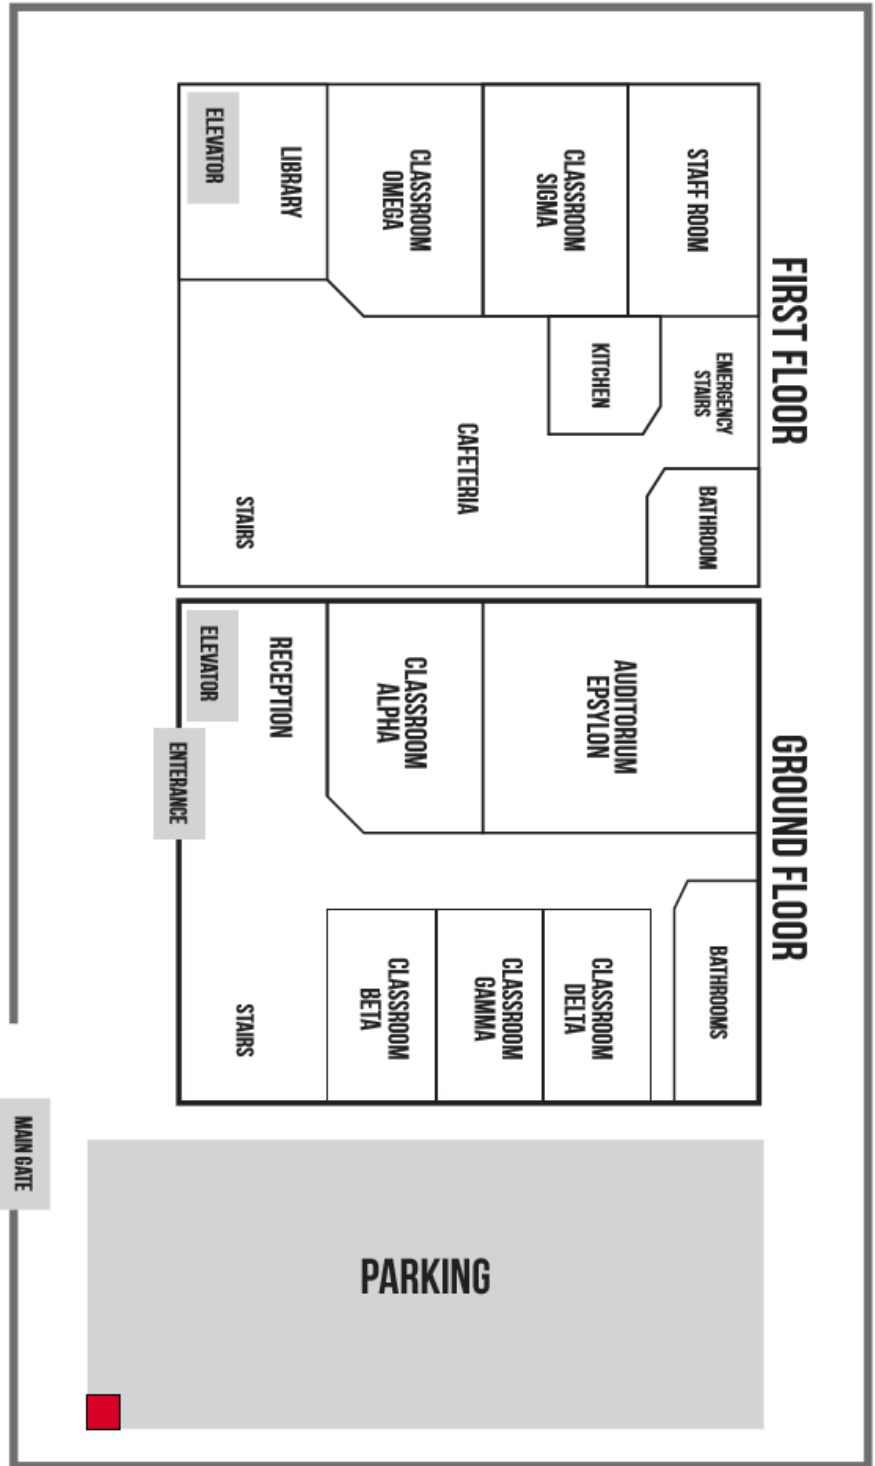 FIRST FLOOR
ELEVATOR
LIBRARY
CLASSROOM
OMEGA
CLASSROOM
SIGMA
STAFF ROOM
KITCHEN
EMERGENCY
STAIRS
CAFETERIA
STAIRS
BATHROOM
GROUND FLOOR
ELEVATOR
RECEPTION
CLASSROOM
ALPHA
AUDITORIUM
EPSYLON
ENTERANCE
STAIRS
CLASSROOM
BETA
CLASSROOM
GAMMA
CLASSROOM
DELTA
BATHROOMS
MAIN GATE
PARKING